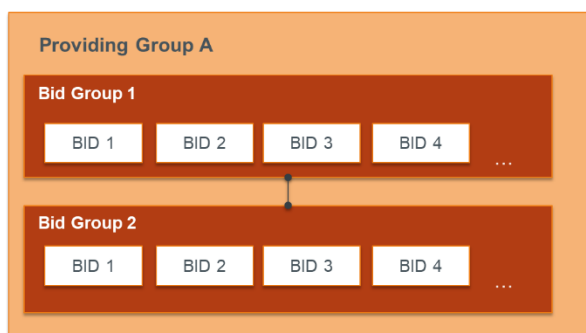 Providing Group A
Bid Group 1
BID 1 BID 2 BID 3 BID 4 ...
Bid Group 2
BID 1 BID 2 BID 3 BID 4 ...